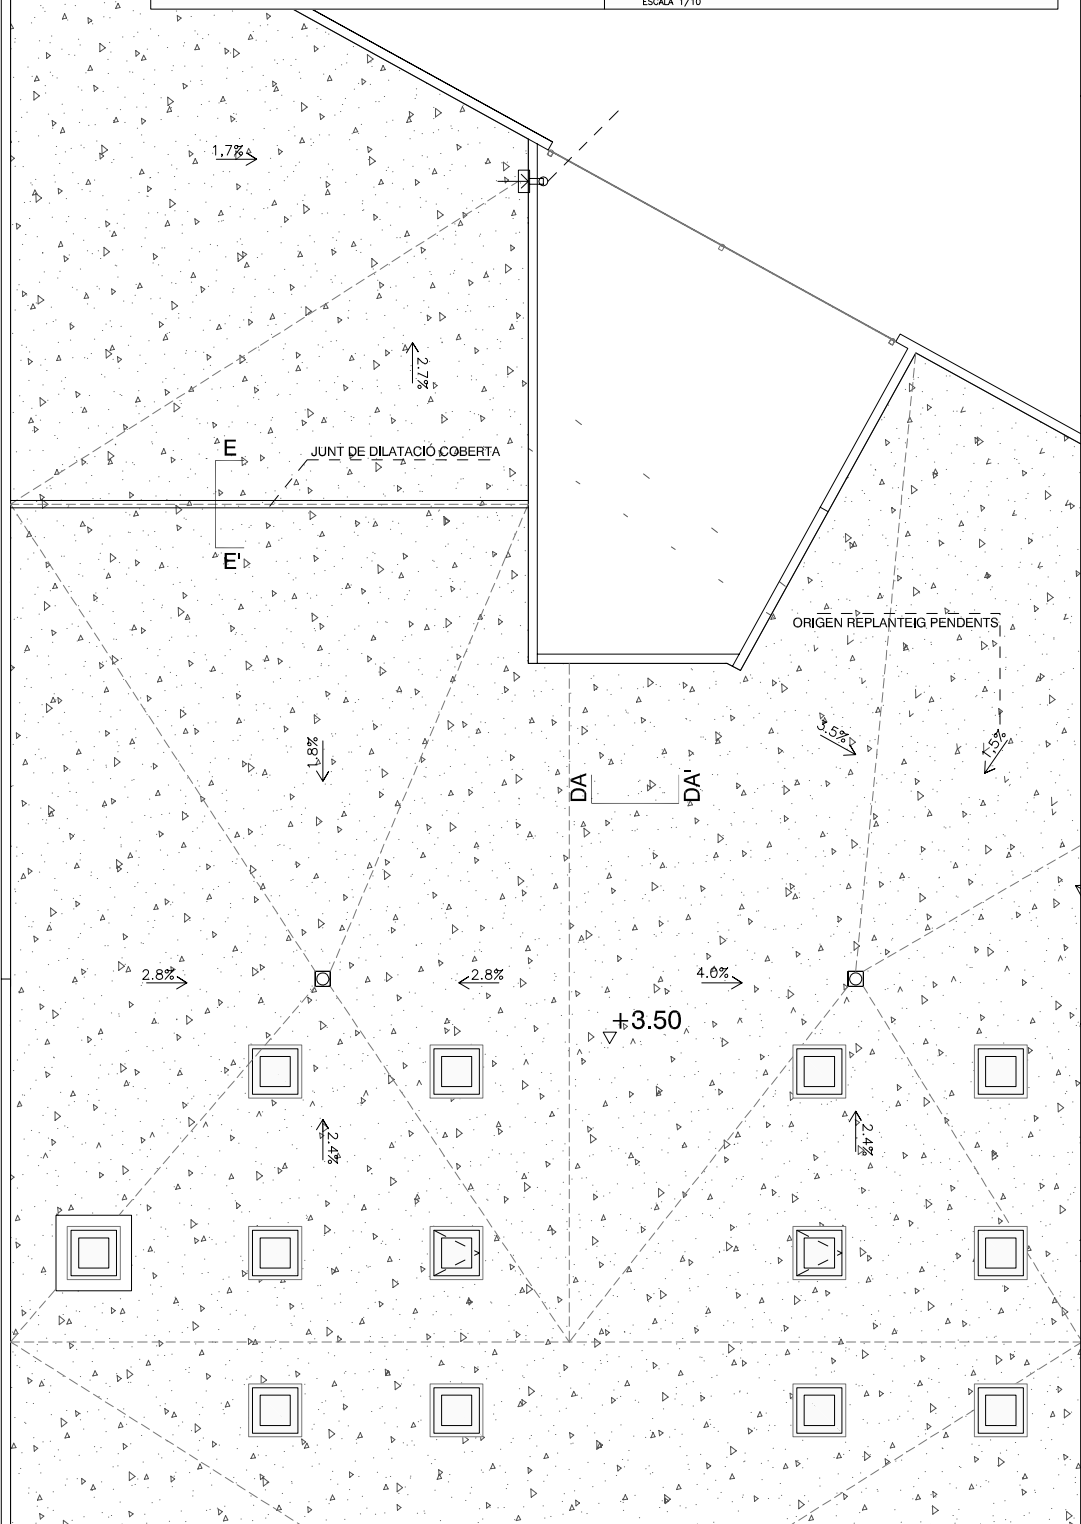 ESCALA 1/10
1,7%
2.7%
E
JUNT DE DILATACIÓ COBERTA
E'
ORIGEN REPLANTEIG PENDENTS
1.8%
3.5%
1,5%
DA
DA'
2.8%
2.8%
4.0%
+3.50
2.4%
2.4%